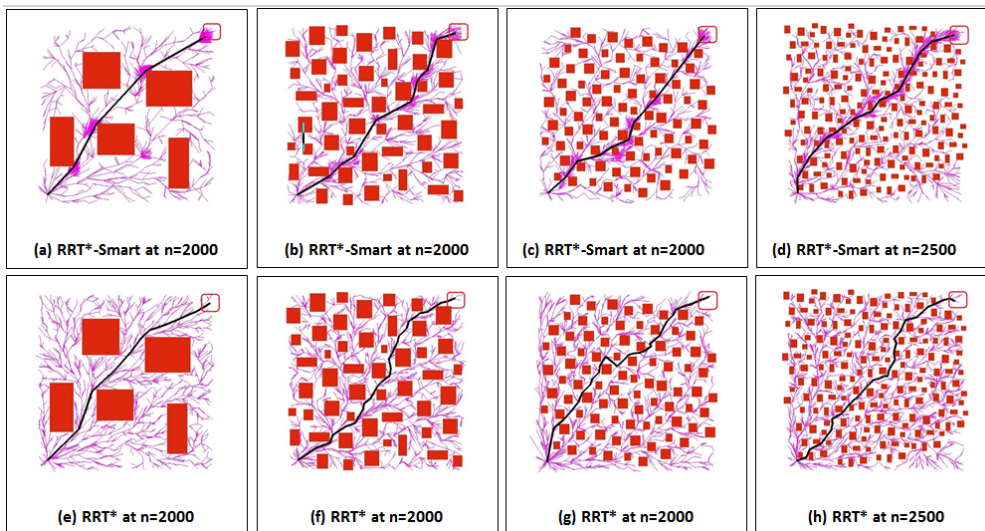 (a) RRT*-Smart at n=2000
(b) RRT*-Smart at n=2000
(c) RRT*-Smart at n=2000
(d) RRT*-Smart at n=2500
(e) RRT* at n=2000
(f) RRT* at n=2000
(g) RRT* at n=2000
(h) RRT* at n=2500